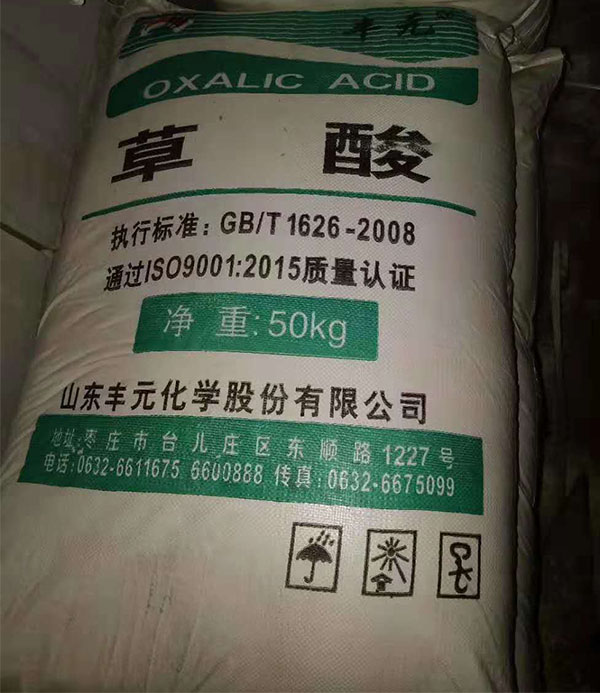 丰元
OXALIC ACID
草 酸
执行标准：GB/T1626-2008
通过ISO9001:2015质量认证
净 重:50kg
山东丰元化学股份有限公司
地址:枣庄市台儿庄区东顺路1227号
电话:0632-6611675 6600888 传真:0632-6675099